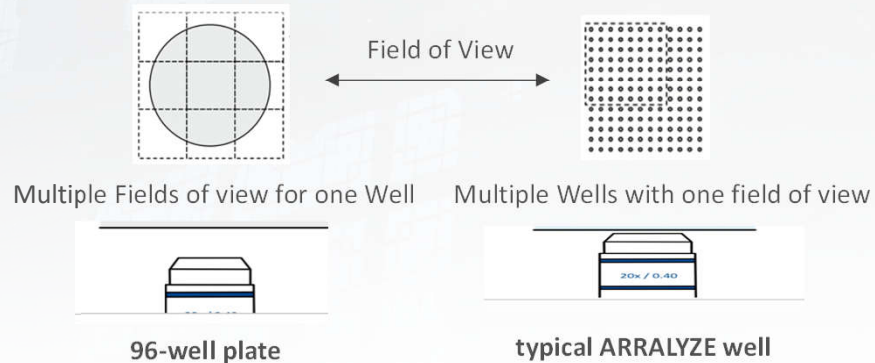 Field of View
Multiple Fields of view for one Well
Multiple Wells with one field of view
20x / 0.40
96-well plate
typical ARRALYZE well